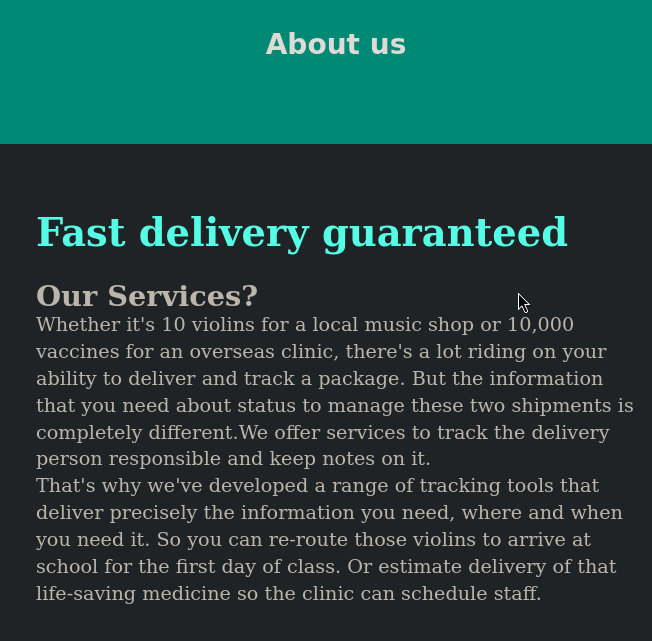 About us
Fast delivery guaranteed
Our Services?
Whether it's 10 violins for a local music shop or 10,000
vaccines for an overseas clinic, there's a lot riding on your
ability to deliver and track a package. But the information
that you need about status to manage these two shipments is
completely different.We offer services to track the delivery
person responsible and keep notes on it.
That's why we've developed a range of tracking tools that
deliver precisely the information you need, where and when
you need it. So you can re-route those violins to arrive at
school for the first day of class. Or estimate delivery of that
life-saving medicine so the clinic can schedule staff.